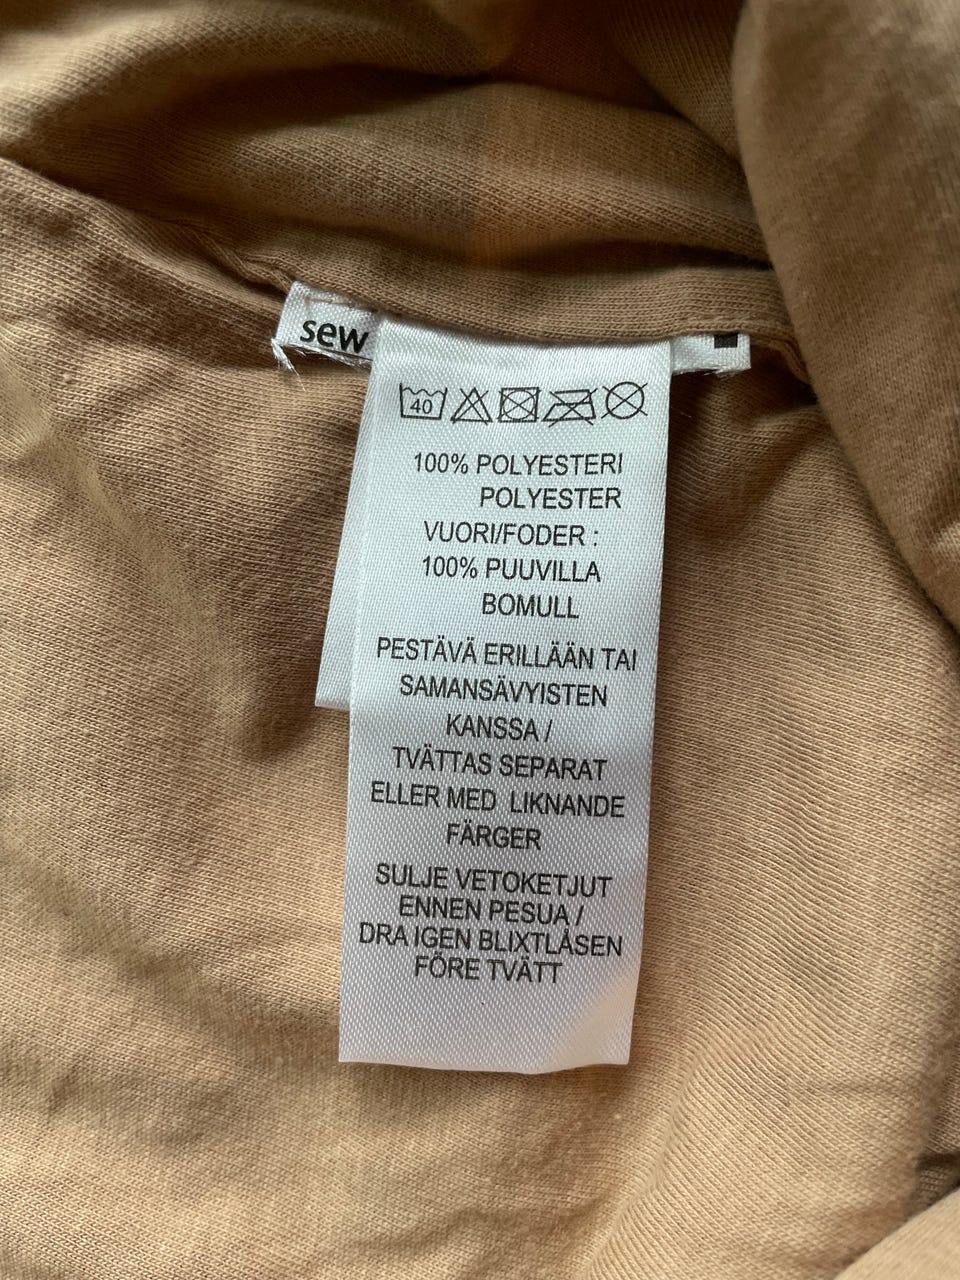 sew
40
100% POLYESTERI
POLYESTER
VUORI/FODER :
100% PUUVILLA
BOMULL
PESTÄVÄ ERILLÄÄN TAI
SAMANSÄVYISTEN
KANSSA /
TVÄTTAS SEPARAT
ELLER MED LIKNANDE
FÄRGER
SULJE VETOKETJUT
ENNEN PESUA /
DRA IGEN BLIXTLÅSEN
FÖRE TVÄTT